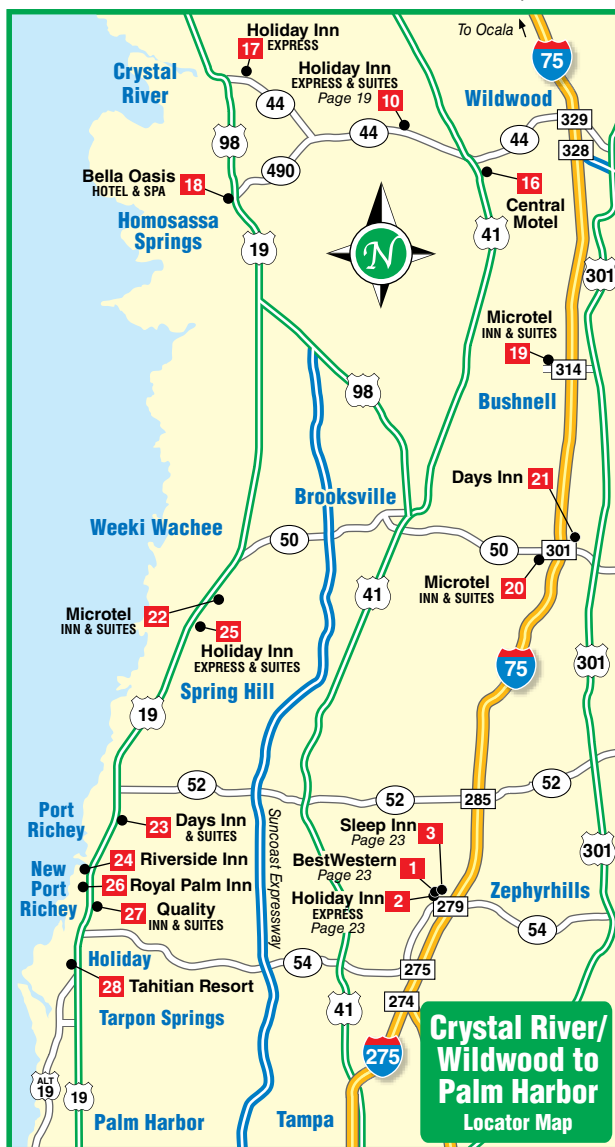 To Ocala
75
Holiday Inn
EXPRESS
17
Crystal
River
Holiday Inn
EXPRESS & SUITES
Page 19
10
Wildwood
44
44
44
329
328
98
490
Bella Oasis
HOTEL & SPA
18
16
Central
Motel
Homosassa
Springs
19
N
41
301
Microtel
INN & SUITES
19
314
98
Bushnell
Days Inn
21
Brooksville
Weeki Wachee
50
50
301
Microtel
INN & SUITES
20
41
Microtel
INN & SUITES
22
25
Holiday Inn
EXPRESS & SUITES
75
301
Spring Hill
19
52
52
52
285
Port
Richey
23
Days Inn
& SUITES
Suncoast Expressway
Sleep Inn
Page 23
3
301
24
Riverside Inn
BestWestern
Page 23
1
New
Port
Richey
26
Royal Palm Inn
Holiday Inn
EXPRESS
Page 23
2
Zephyrhills
279
27
Quality
INN & SUITES
54
Holiday
54
275
28
Tahitian Resort
274
Tarpon Springs
41
275
Crystal River/
Wildwood to
Palm Harbor
Locator Map
ALT
19
19
Palm Harbor
Tampa